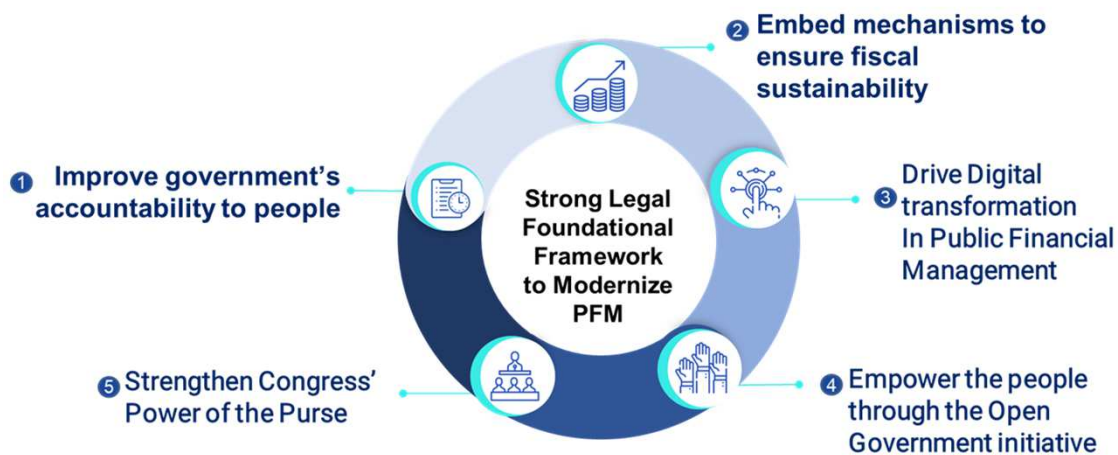 1 Improve government's
accountability to people
2 Embed mechanisms to
ensure fiscal
sustainability
3 Drive Digital
transformation
In Public Financial
Management
4 Empower the people
through the Open
Government initiative
5 Strengthen Congress'
Power of the Purse
Strong Legal
Foundational
Framework
to Modernize
PFM